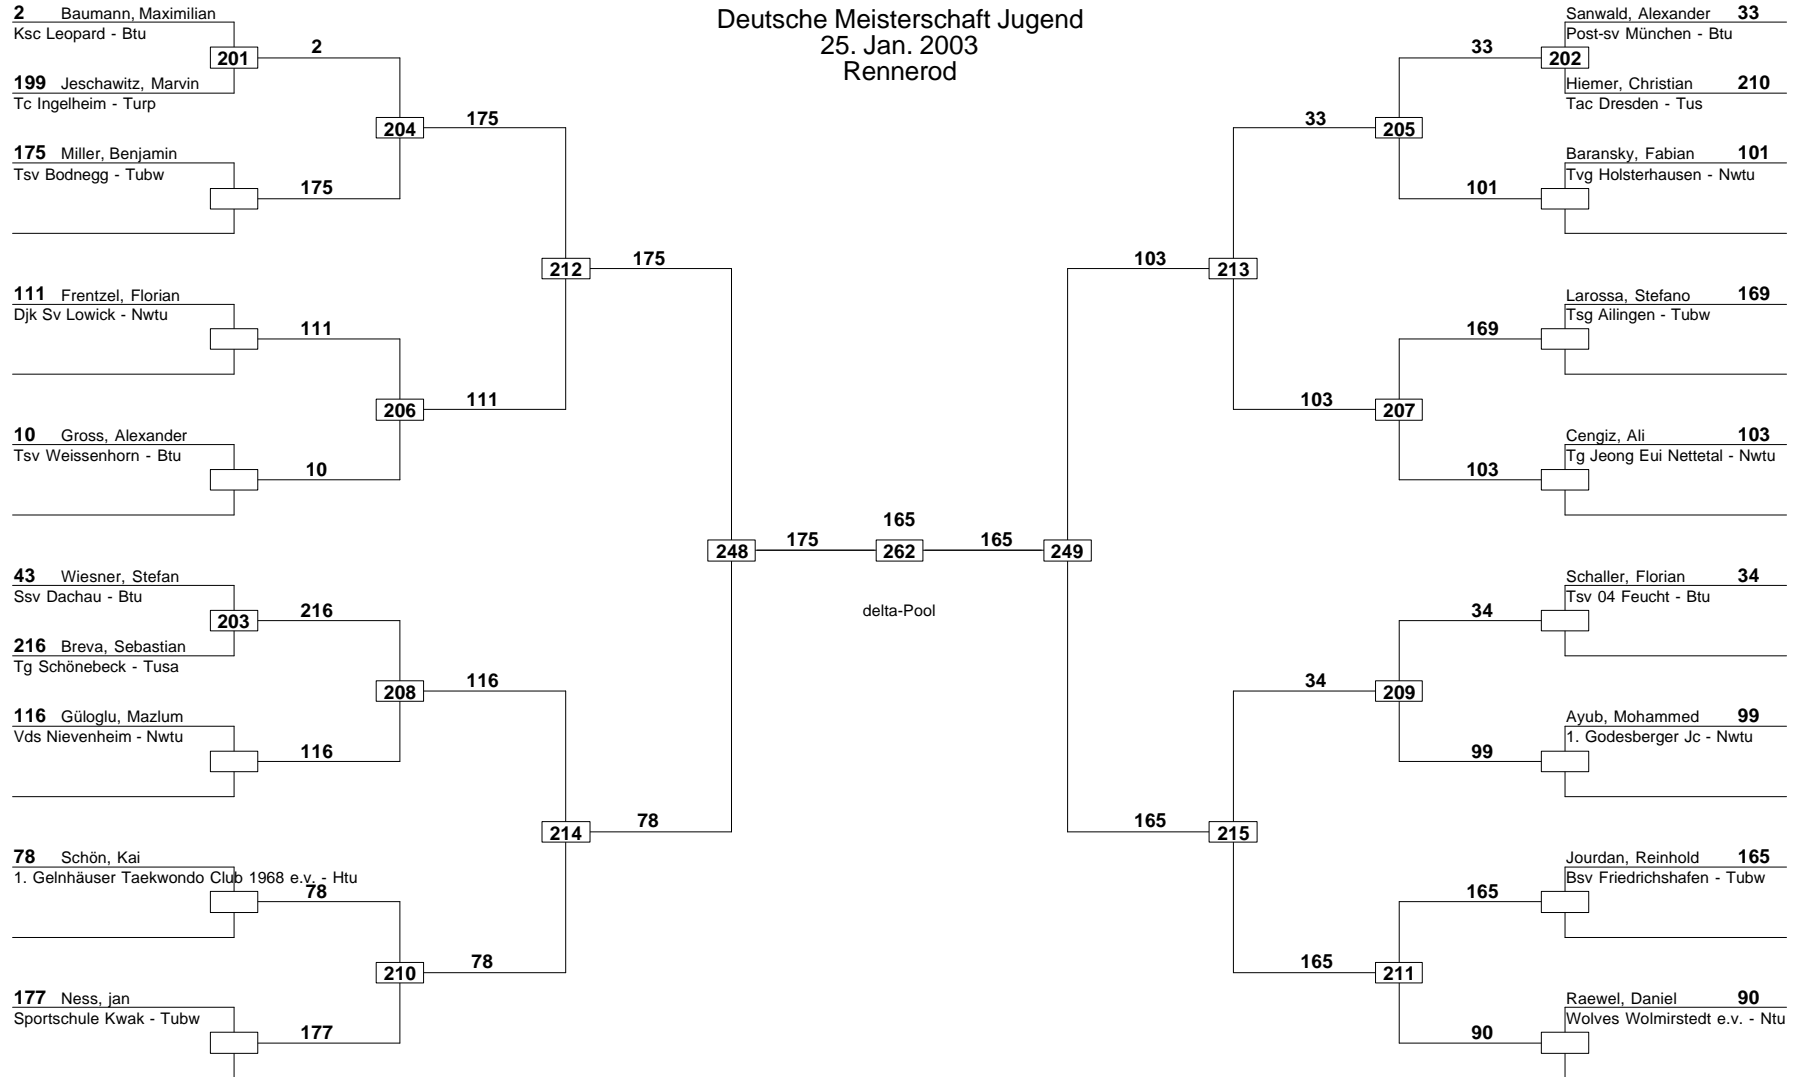 Deutsche Meisterschaft Jugend
25. Jan. 2003
Rennerod
2 Baumann, Maximilian
Ksc Leopard - Btu
201
2
199 Jeschawitz, Marvin
Tc Ingelheim - Turp
204
175
175 Miller, Benjamin
Tsv Bodnegg - Tubw
175
212
175
111 Frentzel, Florian
Djk Sv Lowick - Nwtu
111
206
111
10 Gross, Alexander
Tsv Weissenhorn - Btu
10
248
175
43 Wiesner, Stefan
Ssv Dachau - Btu
203
216
216 Breva, Sebastian
Tg Schönebeck - Tusa
208
116
116 Güloglu, Mazlum
Vds Nievenheim - Nwtu
116
214
78
78 Schön, Kai
1. Gelnhäuser Taekwondo Club 1968 e.v. - Htu
78
210
78
177 Ness, jan
Sportschule Kwak - Tubw
177
165
262
delta-Pool
165
249
Sanwald, Alexander 33
Post-sv München - Btu
33
202
Hiemer, Christian 210
Tac Dresden - Tus
33
205
Baransky, Fabian 101
Tvg Holsterhausen - Nwtu
101
103
213
Larossa, Stefano 169
Tsg Ailingen - Tubw
169
103
207
Cengiz, Ali 103
Tg Jeong Eui Nettetal - Nwtu
103
Schaller, Florian 34
Tsv 04 Feucht - Btu
34
34
209
Ayub, Mohammed 99
1. Godesberger Jc - Nwtu
99
165
215
Jourdan, Reinhold 165
Bsv Friedrichshafen - Tubw
165
165
211
Raewel, Daniel 90
Wolves Wolmirstedt e.v. - Ntu
90